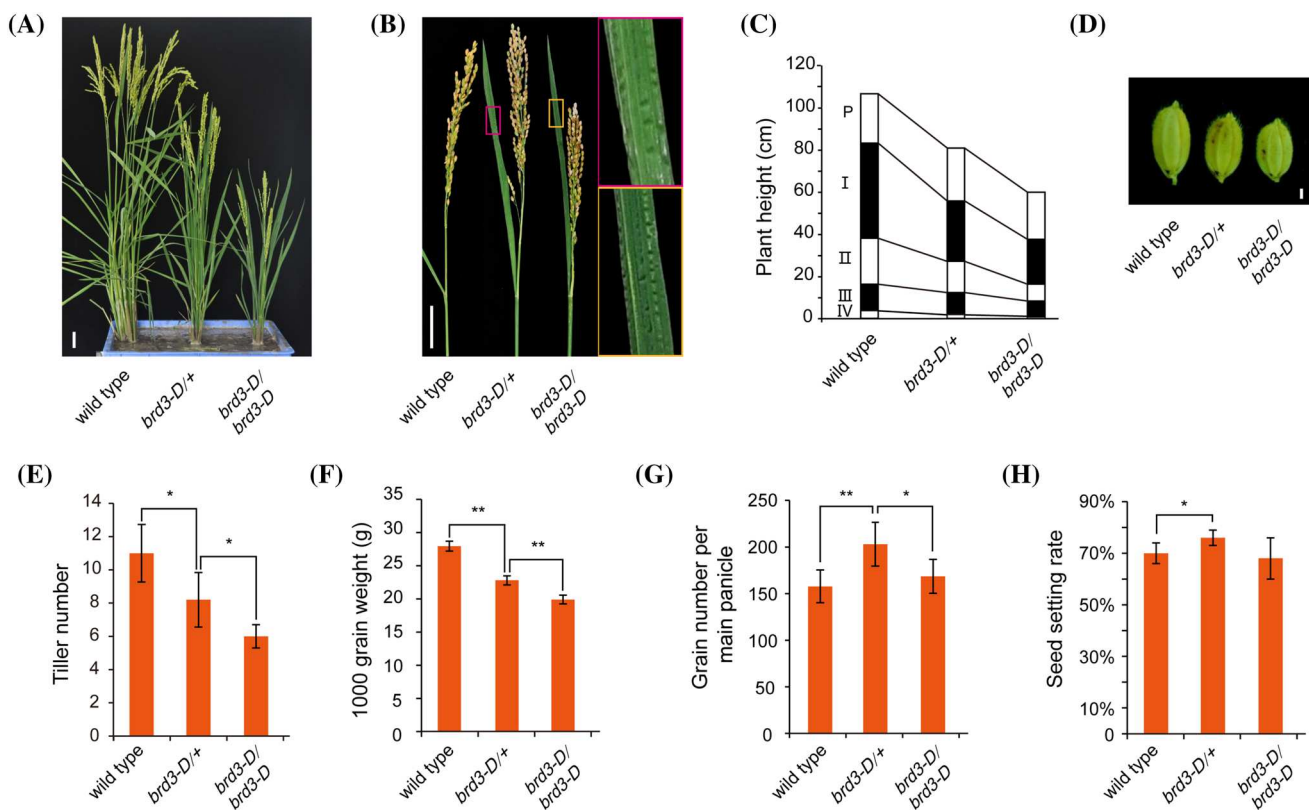 (A)
wild type
brd3-D/+
brd3-D/
brd3-D
(B)
wild type
brd3-D/+
brd3-D/
brd3-D
(C)
Plant height (cm)
120
100
80
60
40
20
0
P
I
II
III
IV
wild type
brd3-D/+
brd3-D/
brd3-D
(D)
wild type
brd3-D/+
brd3-D/
brd3-D
(E)
Tiller number
14
12
10
8
6
4
2
0
*
*
wild type
brd3-D/+
brd3-D/
brd3-D
(F)
1000 grain weight (g)
35
30
25
20
15
10
5
0
**
**
wild type
brd3-D/+
brd3-D/
brd3-D
(G)
Grain number per
main panicle
250
200
150
100
50
0
**
*
wild type
brd3-D/+
brd3-D/
brd3-D
(H)
Seed setting rate
90%
80%
70%
10%
*
wild type
brd3-D/+
brd3-D/
brd3-D